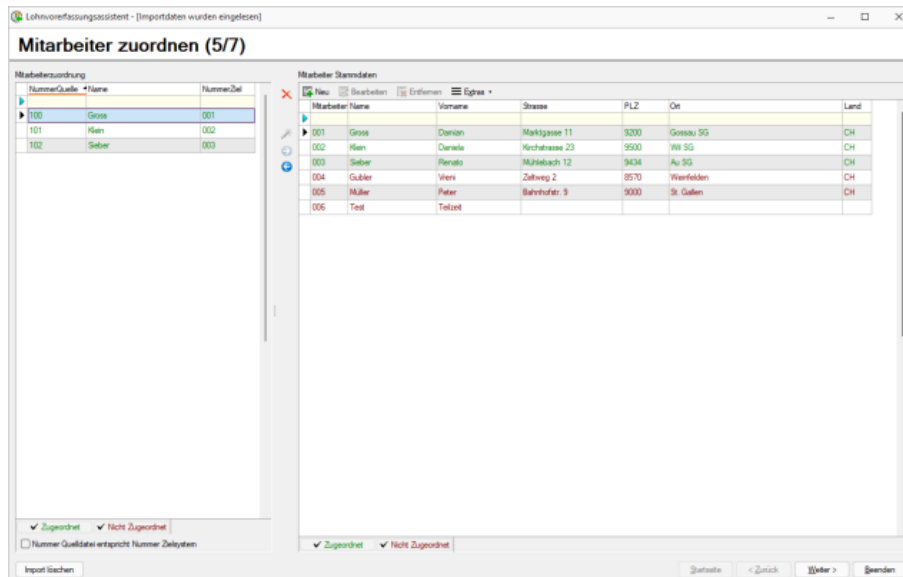 Lohnvorerfassungsassistent - [Importdaten wurden eingelesen]
Mitarbeiter zuordnen (5/7)
Mitarbeiterzuordnung
NummerQuelle Name NummerZiel
100 Gross 001
101 Klein 002
102 Sieber 003
Zugeordnet Nicht Zugeordnet
Nummer Quelldatei entspricht Nummer Zielsystem
Import löschen
Mitarbeiter Stammdaten
Neu Bearbeiten Entfernen Extras
Mitarbeiter Name Vorname Strasse PLZ Ort Land
001 Gross Damian Marktgasse 11 9200 Gossau SG CH
002 Klein Daniela Kirchstrasse 23 9500 Wil SG CH
003 Sieber Renato Mühlebach 12 9434 Au SG CH
004 Gubler Vreni Zeltweg 2 8570 Weinfelden CH
005 Müller Peter Bahnhofstr. 9 9000 St. Gallen CH
006 Test Teilzeit
Zugeordnet Nicht Zugeordnet
Startseite < Zurück Weiter > Beenden